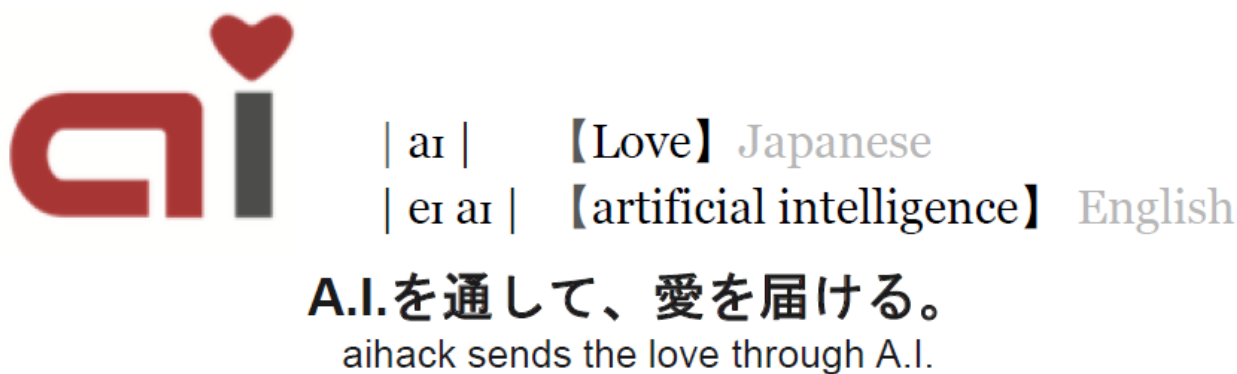 ai
| aɪ | 【Love】 Japanese
| eɪ aɪ | 【artificial intelligence】 English
A.I.を通して、愛を届ける。
aihack sends the love through A.I.